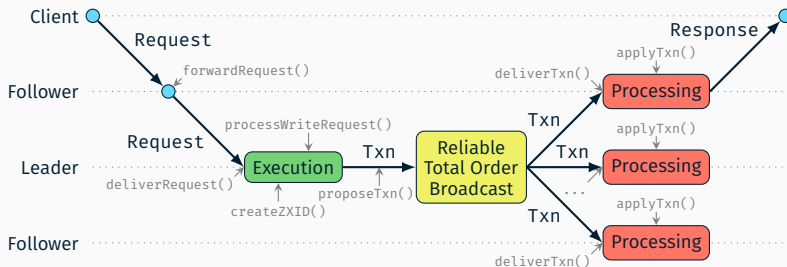 Client
Request
Response
forwardRequest()
applyTxn()
deliverTxn()
Follower
Processing
Txn
Request
processWriteRequest()
applyTxn()
Leader
Execution
Txn
Reliable
Total Order
Broadcast
Txn
Processing
deliverRequest()
proposeTxn()
...
createZXID()
applyTxn()
Txn
Follower
Processing
deliverTxn()